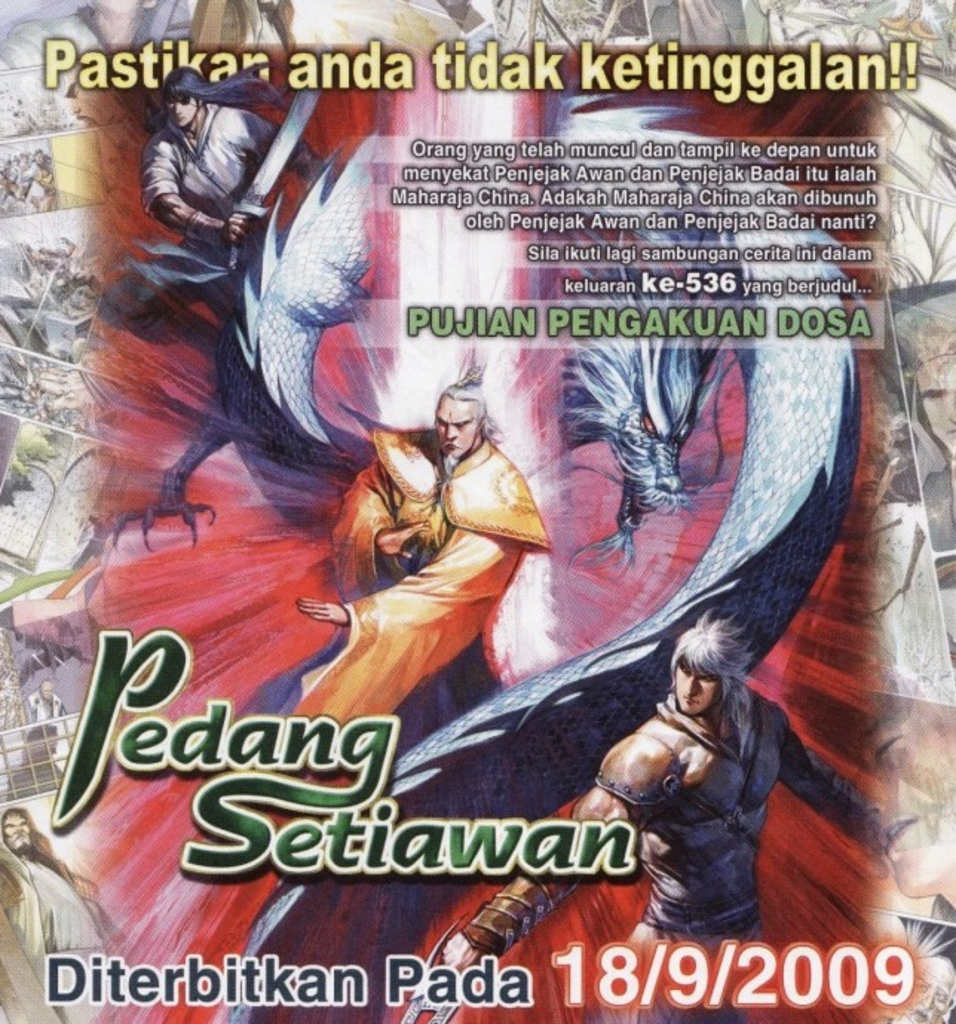 Pastikan anda tidak ketinggalan!!
Orang yang telah muncul dan tampil ke depan untuk
menyekat Penjejak Awan dan Penjejak Badai itu ialah
Maharaja China. Adakah Maharaja China akan dibunuh
oleh Penjejak Awan dan Penjejak Badai nanti?
Sila ikuti lagi sambungan cerita ini dalam
keluaran ke-536 yang berjudul...
PUJIAN PENGAKUAN DOSA
Pedang
Setiawan
Diterbitkan Pada 18/9/2009